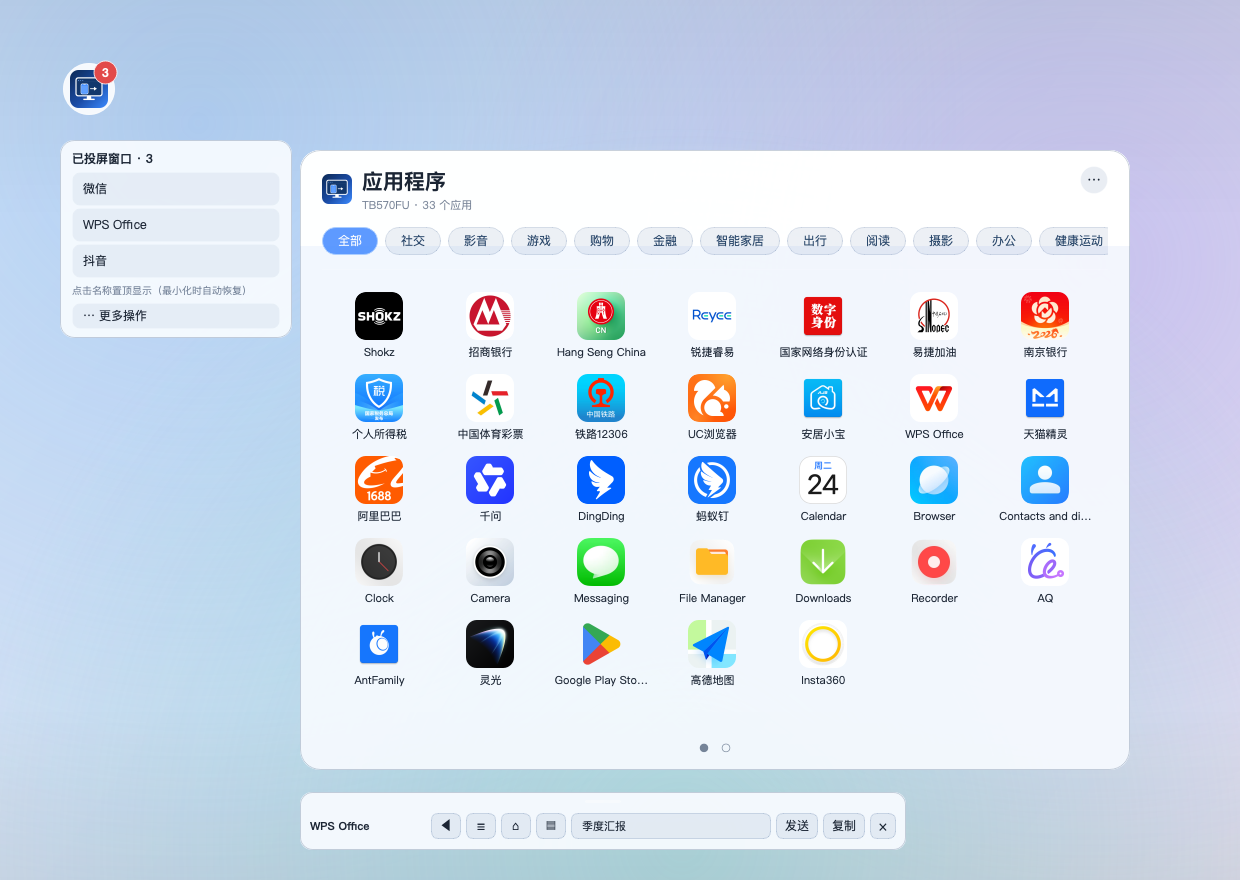 3
已投屏窗口 · 3
微信
WPS Office
抖音
点击名称置顶显示（最小化时自动恢复）
··· 更多操作
应用程序
TB570FU · 33 个应用
全部 社交 影音 游戏 购物 金融 智能家居 出行 阅读 摄影 办公 健康运动
SHOKZ
CN
Reyee
数字
身份
SINOPEC
2026
Shokz 招商银行 Hang Seng China 锐捷睿易 国家网络身份认证 易捷加油 南京银行
税
中国铁路
个人所得税 中国体育彩票 铁路12306 UC浏览器 安居小宝 WPS Office 天猫精灵
1688
周二
24
阿里巴巴 千问 DingDing 蚂蚁钉 Calendar Browser Contacts and di...
Clock Camera Messaging File Manager Downloads Recorder AQ
AntFamily 灵光 Google Play Sto... 高德地图 Insta360
WPS Office 季度汇报 发送 复制 ×